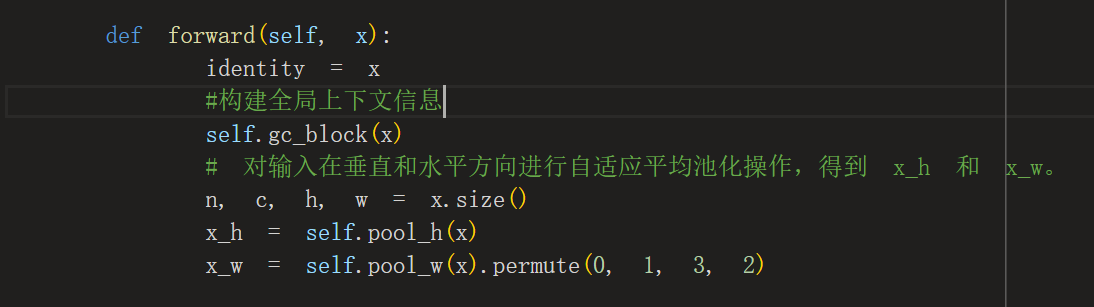 def forward(self, x):
identity = x
#构建全局上下文信息
self.gc_block(x)
# 对输入在垂直和水平方向进行自适应平均池化操作，得到 x_h 和 x_w。
n, c, h, w = x.size()
x_h = self.pool_h(x)
x_w = self.pool_w(x).permute(0, 1, 3, 2)